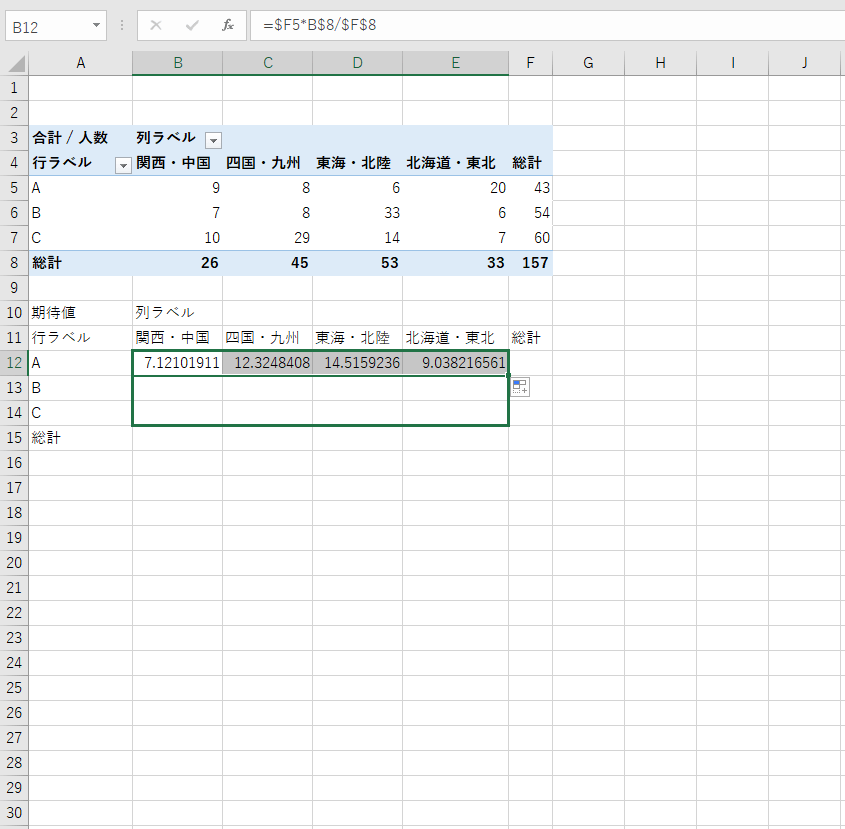 B12 fx =$F5*B$8/$F$8
A B C D E F G H I J
1
2
3 合計 / 人数 列ラベル
4 行ラベル 関西・中国 四国・九州 東海・北陸 北海道・東北 総計
5 A 9 8 6 20 43
6 B 7 8 33 6 54
7 C 10 29 14 7 60
8 総計 26 45 53 33 157
9
10 期待値 列ラベル
11 行ラベル 関西・中国 四国・九州 東海・北陸 北海道・東北 総計
12 A 7.12101911 12.3248408 14.5159236 9.038216561
13 B
14 C
15 総計
16
17
18
19
20
21
22
23
24
25
26
27
28
29
30